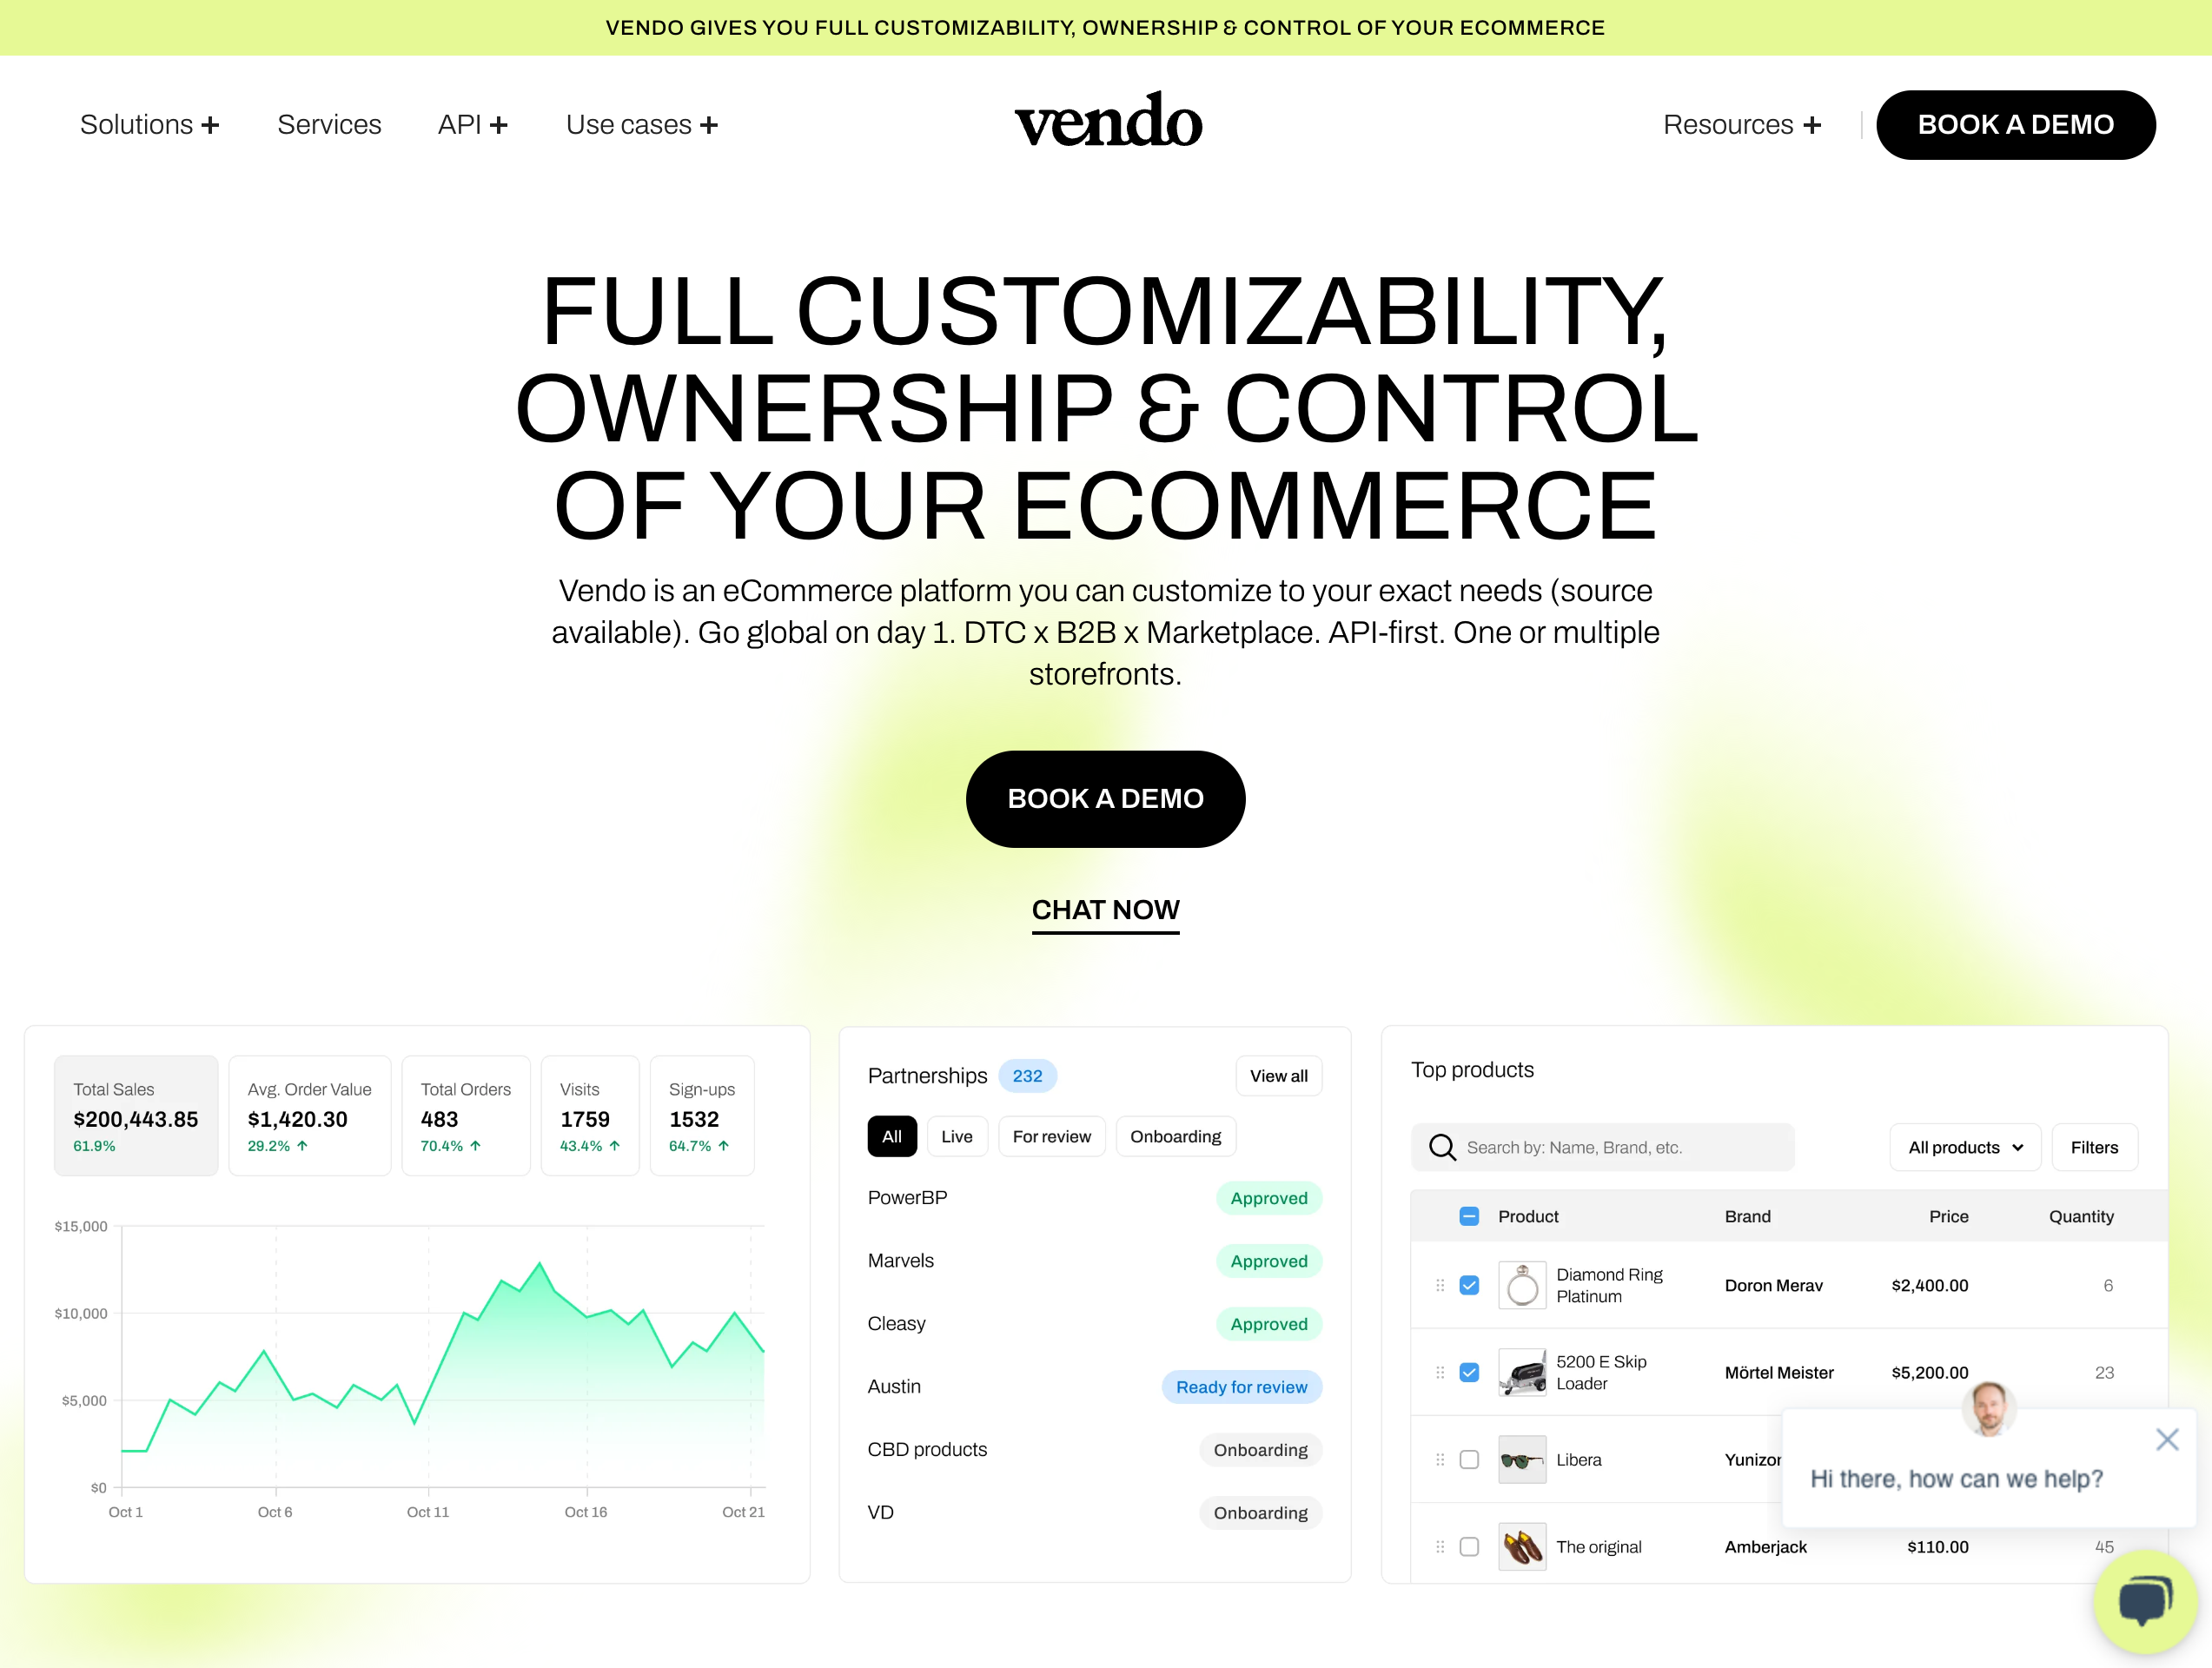 VENDO GIVES YOU FULL CUSTOMIZABILITY, OWNERSHIP & CONTROL OF YOUR ECOMMERCE
Solutions +
Services
API +
Use cases +
vendo
Resources +
BOOK A DEMO
FULL CUSTOMIZABILITY,
OWNERSHIP & CONTROL
OF YOUR ECOMMERCE
Vendo is an eCommerce platform you can customize to your exact needs (source
available). Go global on day 1. DTC x B2B x Marketplace. API-first. One or multiple
storefronts.
BOOK A DEMO
CHAT NOW
Total Sales
$200,443.85
61.9%
Avg. Order Value
$1,420.30
29.2% ↑
Total Orders
483
70.4% ↑
Visits
1759
43.4% ↑
Sign-ups
1532
64.7% ↑
$15,000
$10,000
$5,000
$0
Oct 1
Oct 6
Oct 11
Oct 16
Oct 21
Partnerships 232
View all
All
Live
For review
Onboarding
PowerBP Approved
Marvels Approved
Cleasy Approved
Austin Ready for review
CBD products Onboarding
VD Onboarding
Top products
Search by: Name, Brand, etc.
All products
Filters
Product Brand Price Quantity
Diamond Ring
Platinum
Doron Merav $2,400.00 6
5200 E Skip
Loader
Mörtel Meister $5,200.00 23
Libera
The original Amberjack $110.00 45
Hi there, how can we help?